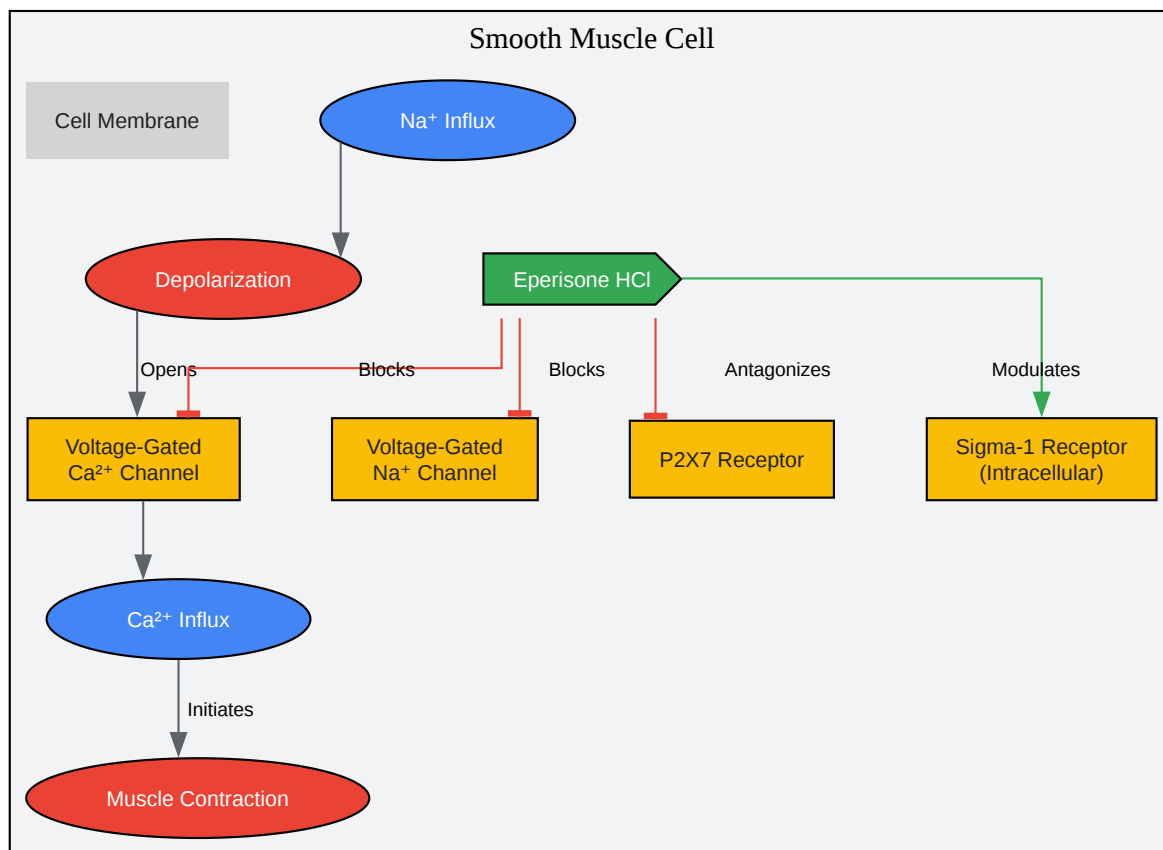 Smooth Muscle Cell
Cell Membrane
Na⁺ Influx
Depolarization
Eperisone HCl
Opens
Blocks
Blocks
Antagonizes
Modulates
Voltage-Gated
Ca²⁺ Channel
Voltage-Gated
Na⁺ Channel
P2X7 Receptor
Sigma-1 Receptor
(Intracellular)
Ca²⁺ Influx
Initiates
Muscle Contraction